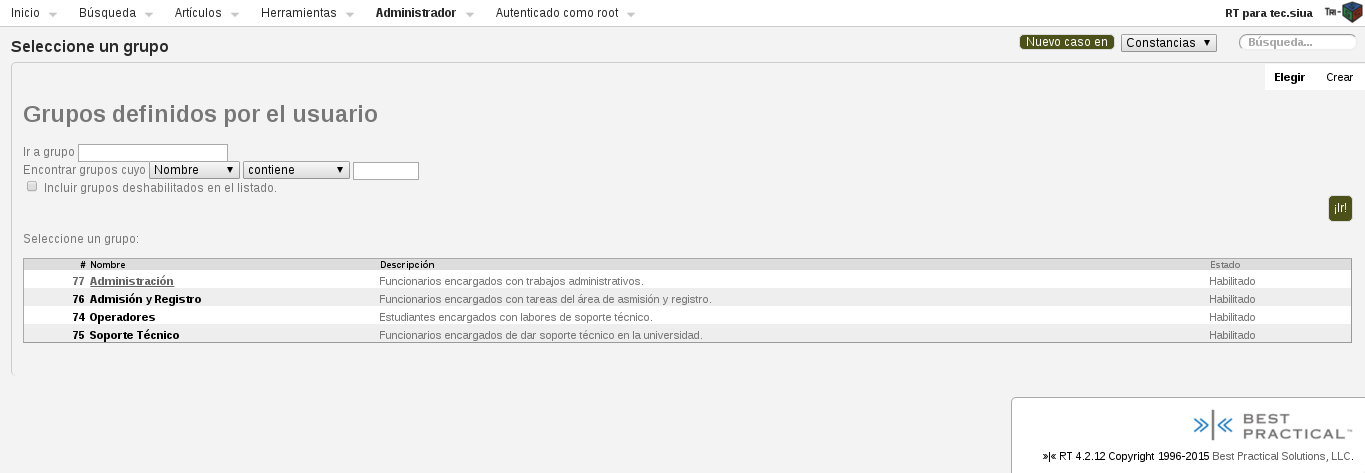 Inicio Búsqueda Artículos Herramientas Administrador Autenticado como root RT para tec.siua TRI-
Seleccione un grupo Nuevo caso en Constancias Búsqueda...
Elegir Crear
Grupos definidos por el usuario
Ir a grupo
Encontrar grupos cuyo Nombre contiene
Incluir grupos deshabilitados en el listado.
¡Ir!
Seleccione un grupo:
# Nombre Descripción Estado
77 Administración Funcionarios encargados con trabajos administrativos. Habilitado
76 Admisión y Registro Funcionarios encargados con tareas del área de asmisión y registro. Habilitado
74 Operadores Estudiantes encargados con labores de soporte técnico. Habilitado
75 Soporte Técnico Funcionarios encargados de dar soporte técnico en la universidad. Habilitado
»|« BEST
PRACTICAL™
»|« RT 4.2.12 Copyright 1996-2015 Best Practical Solutions, LLC.